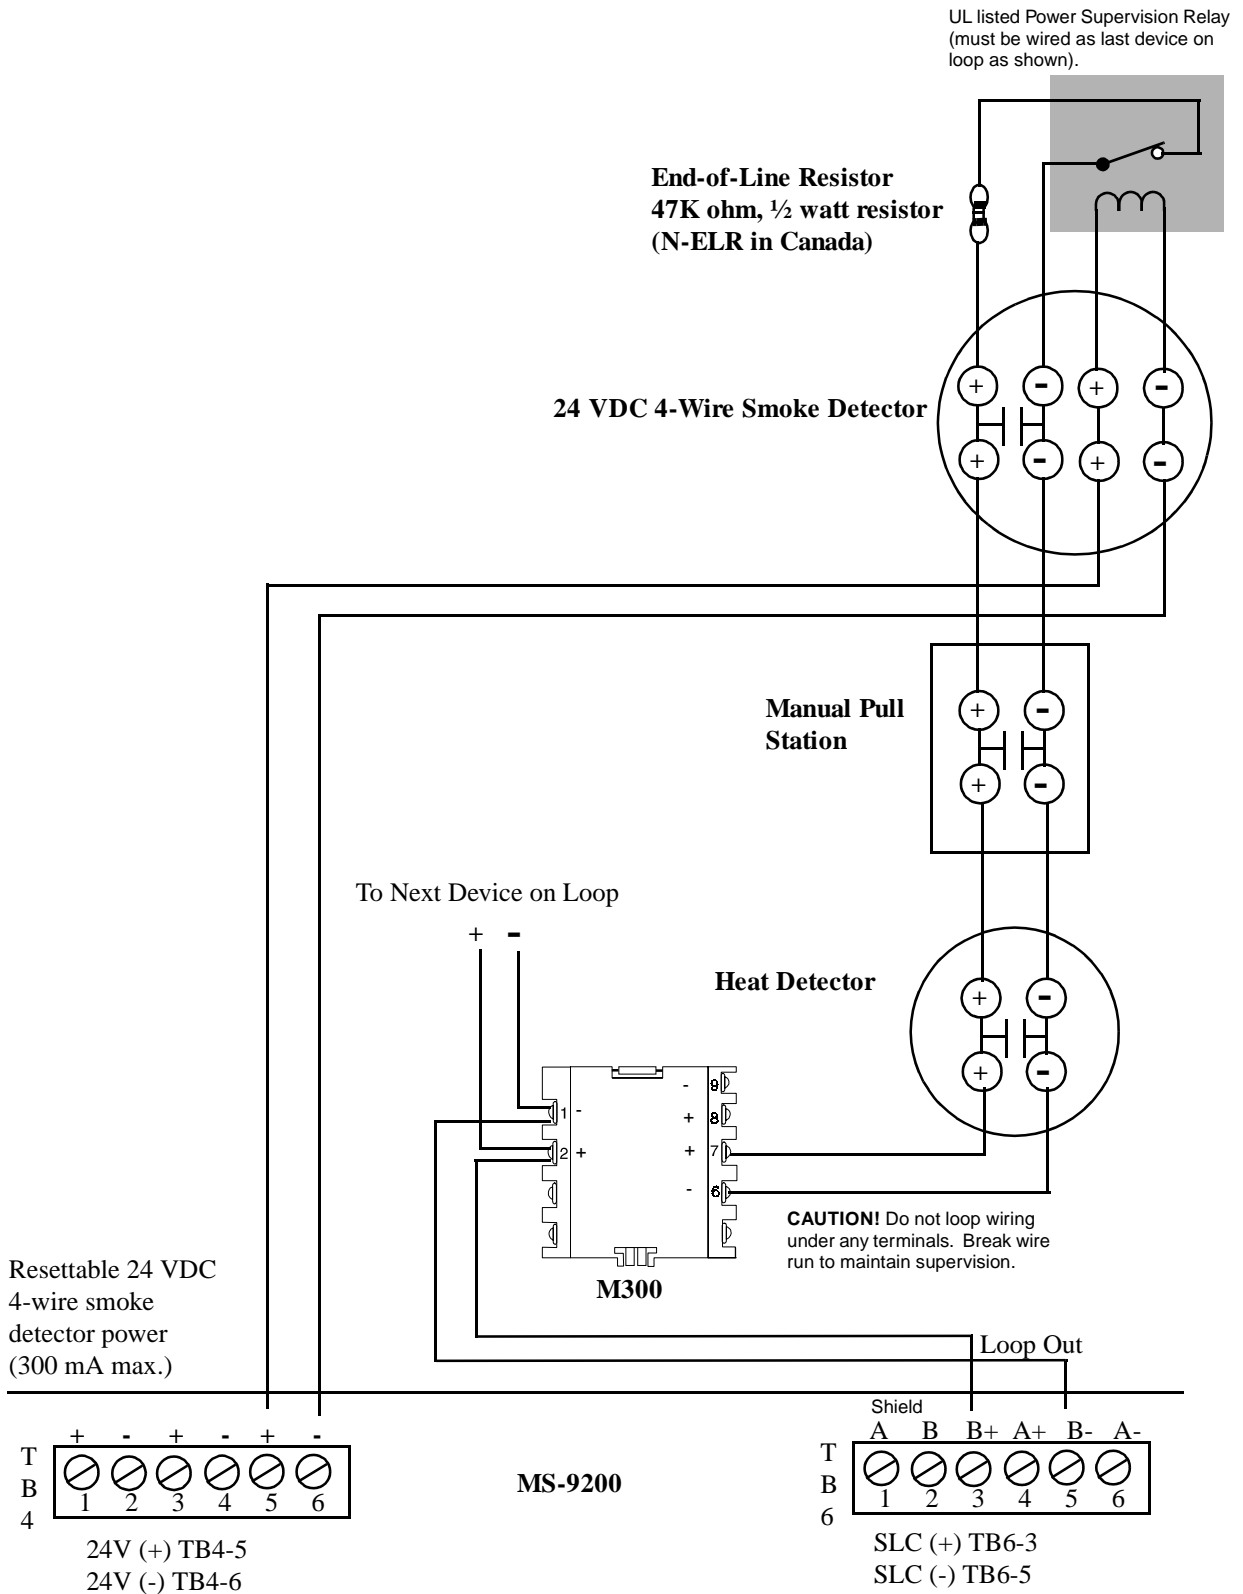 UL listed Power Supervision Relay
(must be wired as last device on
loop as shown).
End-of-Line Resistor
47K ohm, ½ watt resistor
(N-ELR in Canada)
+ - + -
24 VDC 4-Wire Smoke Detector
+ - + -
Manual Pull
Station
+ -
+ -
To Next Device on Loop
+ -
Heat Detector
+ -
+ -
- 9
1 -
+ 8
2 +
+ 7
- 6
CAUTION! Do not loop wiring
under any terminals. Break wire
run to maintain supervision.
M300
Resettable 24 VDC
4-wire smoke
detector power
(300 mA max.)
Loop Out
Shield
+ - + - + -
A B B+ A+ B- A-
T
B
4
1 2 3 4 5 6
MS-9200
T
B
6
1 2 3 4 5 6
24V (+) TB4-5
24V (-) TB4-6
SLC (+) TB6-3
SLC (-) TB6-5